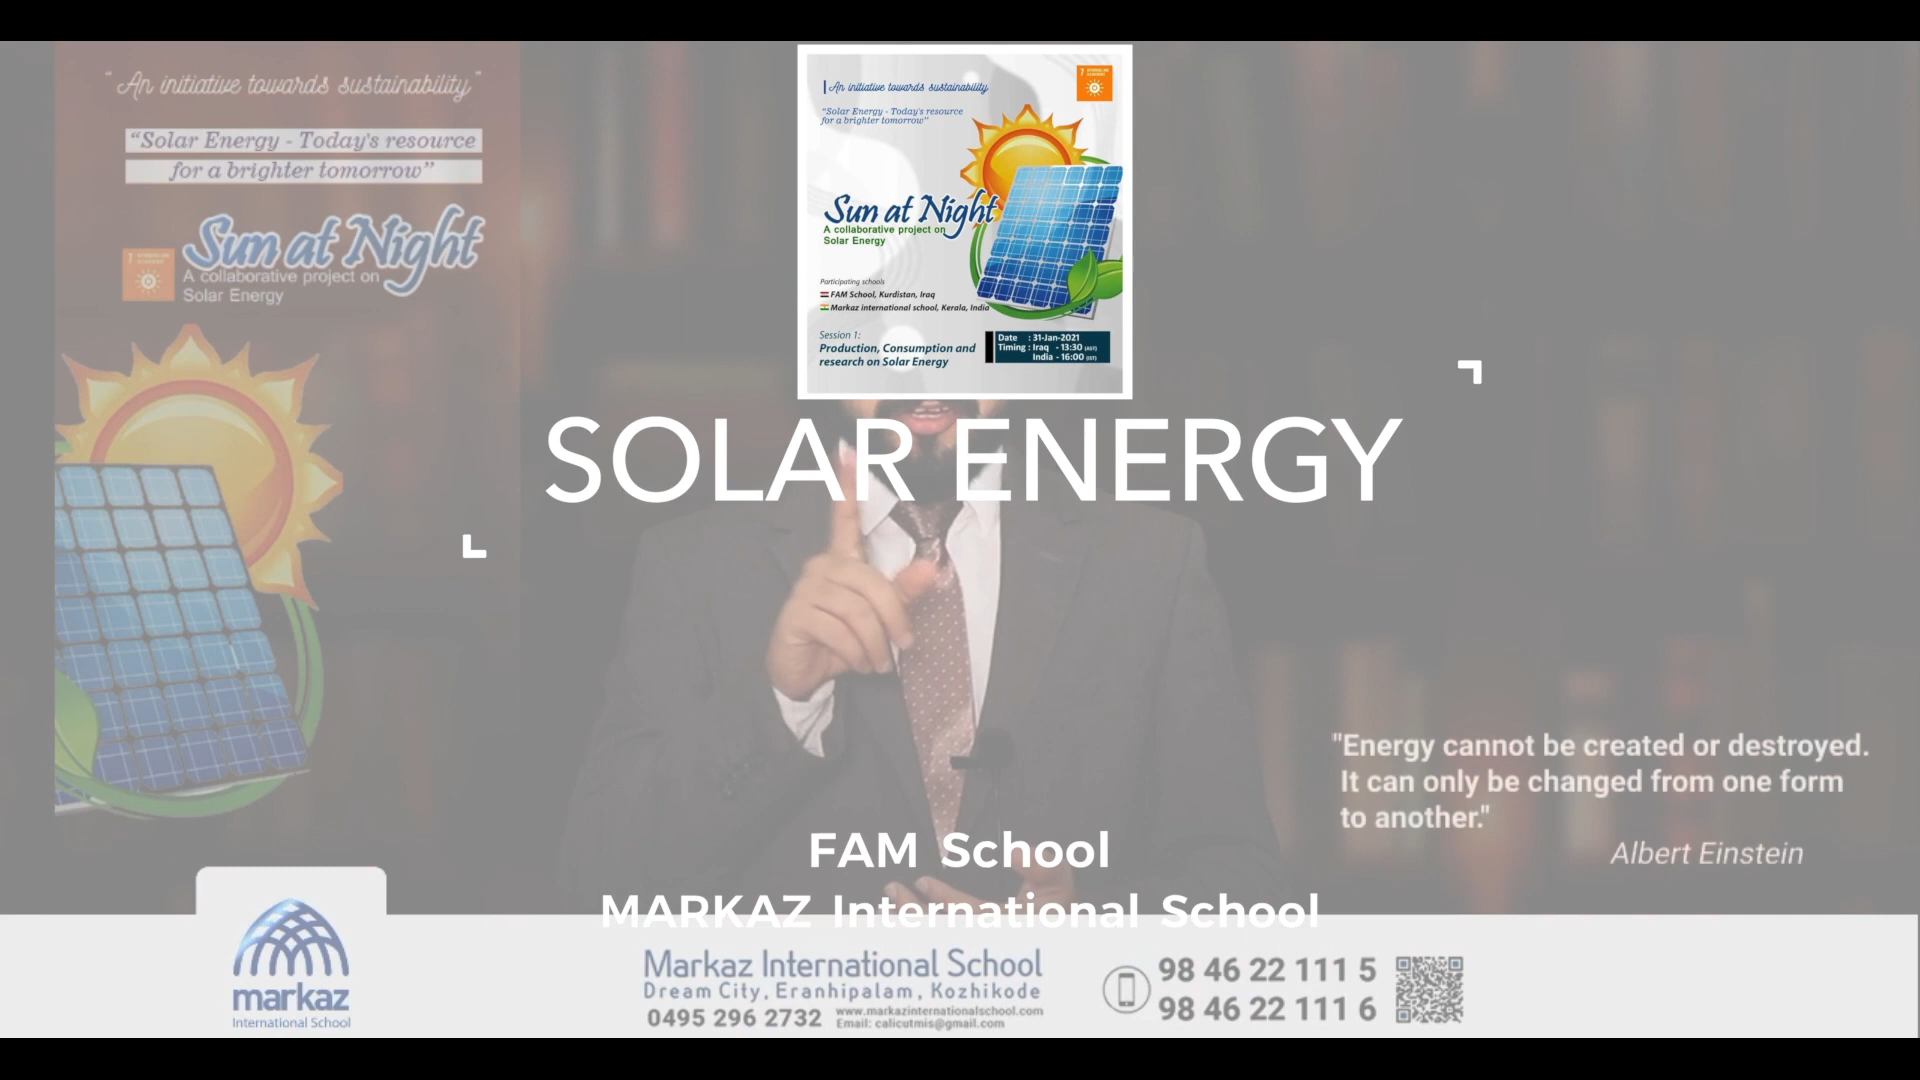 “An initiative towards sustainability”
“Solar Energy - Today's resource
for a brighter tomorrow”
Sun at Night
A collaborative project on
Solar Energy
An initiative towards sustainability
“Solar Energy - Today's resource
for a brighter tomorrow”
Sun at Night
A collaborative project on
Solar Energy
Participating schools
FAM School, Kurdistan, Iraq
Markaz international school, Kerala, India
Session 1:
Production, Consumption and
research on Solar Energy
Date : 31-Jan-2021
Timing : Iraq - 13:30 (AST)
India - 16:00 (IST)
SOLAR ENERGY
"Energy cannot be created or destroyed.
It can only be changed from one form
to another."
Albert Einstein
FAM School
MARKAZ International School
markaz
International School
Markaz International School
Dream City, Eranhipalam, Kozhikode
0495 296 2732
www.markazinternationalschool.com
Email: calicutmis@gmail.com
98 46 22 111 5
98 46 22 111 6